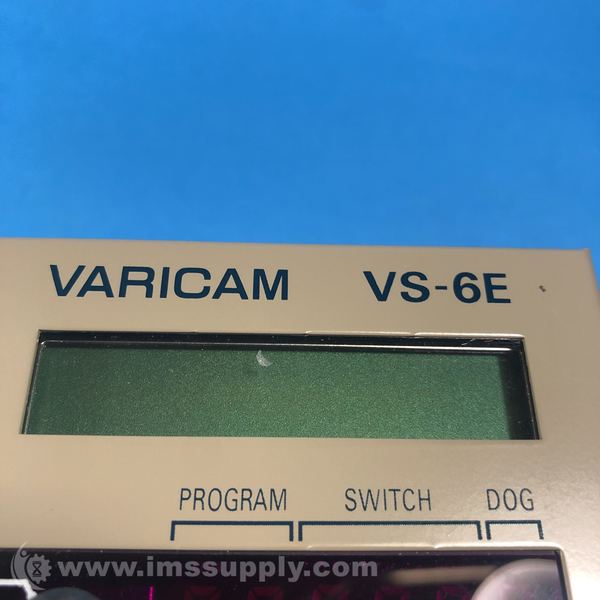 VARICAM VS-6E
PROGRAM SWITCH DOG
www.imssupply.com